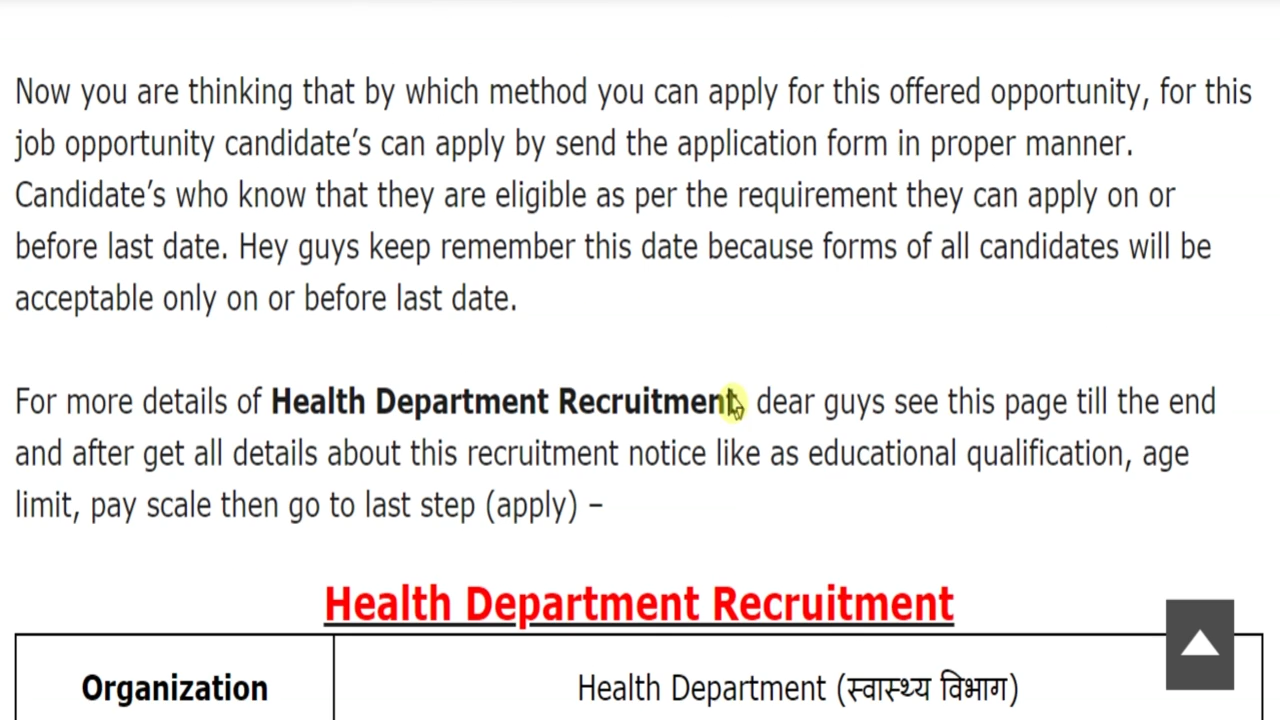 Now you are thinking that by which method you can apply for this offered opportunity, for this
job opportunity candidate’s can apply by send the application form in proper manner.
Candidate’s who know that they are eligible as per the requirement they can apply on or
before last date. Hey guys keep remember this date because forms of all candidates will be
acceptable only on or before last date.
For more details of Health Department Recruitment, dear guys see this page till the end
and after get all details about this recruitment notice like as educational qualification, age
limit, pay scale then go to last step (apply) –
Health Department Recruitment
Organization Health Department (स्वास्थ्य विभाग)